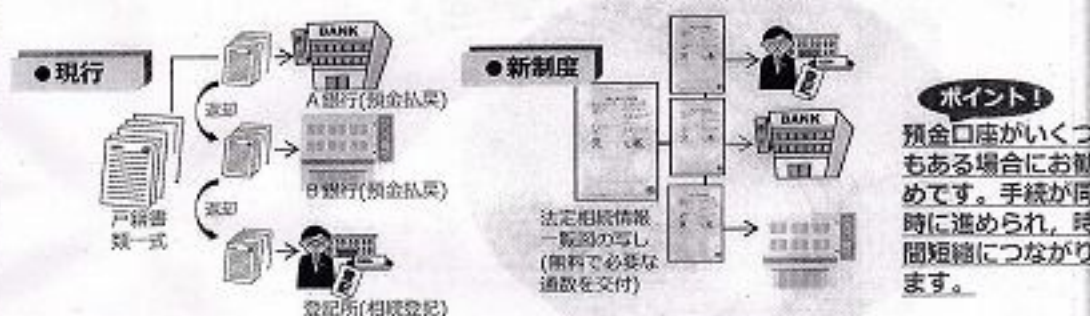 ●現行
BANK
A銀行(預金払戻)
返却
B銀行(預金払戻)
返却
戸籍書
類一式
登記所(相続登記)
●新制度
法定相続情報
一覧図の写し
(無料で必要な
通数を交付)
BANK
ポイント!
預金口座がいくつ
もある場合にお勧
めです。手続が同
時に進められ,時
間短縮につながり
ます。